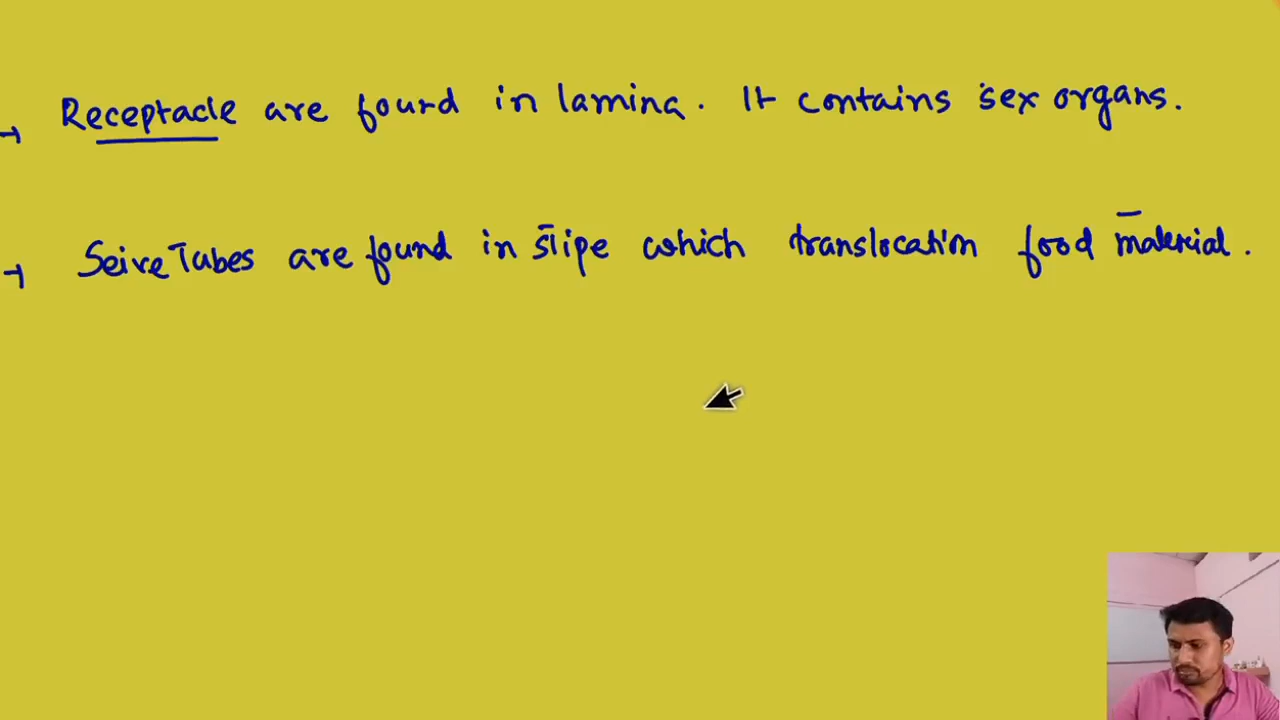 → Receptacle are found in lamina. It contains sex organs.
→ Seive Tubes are found in stipe which translocation food material.